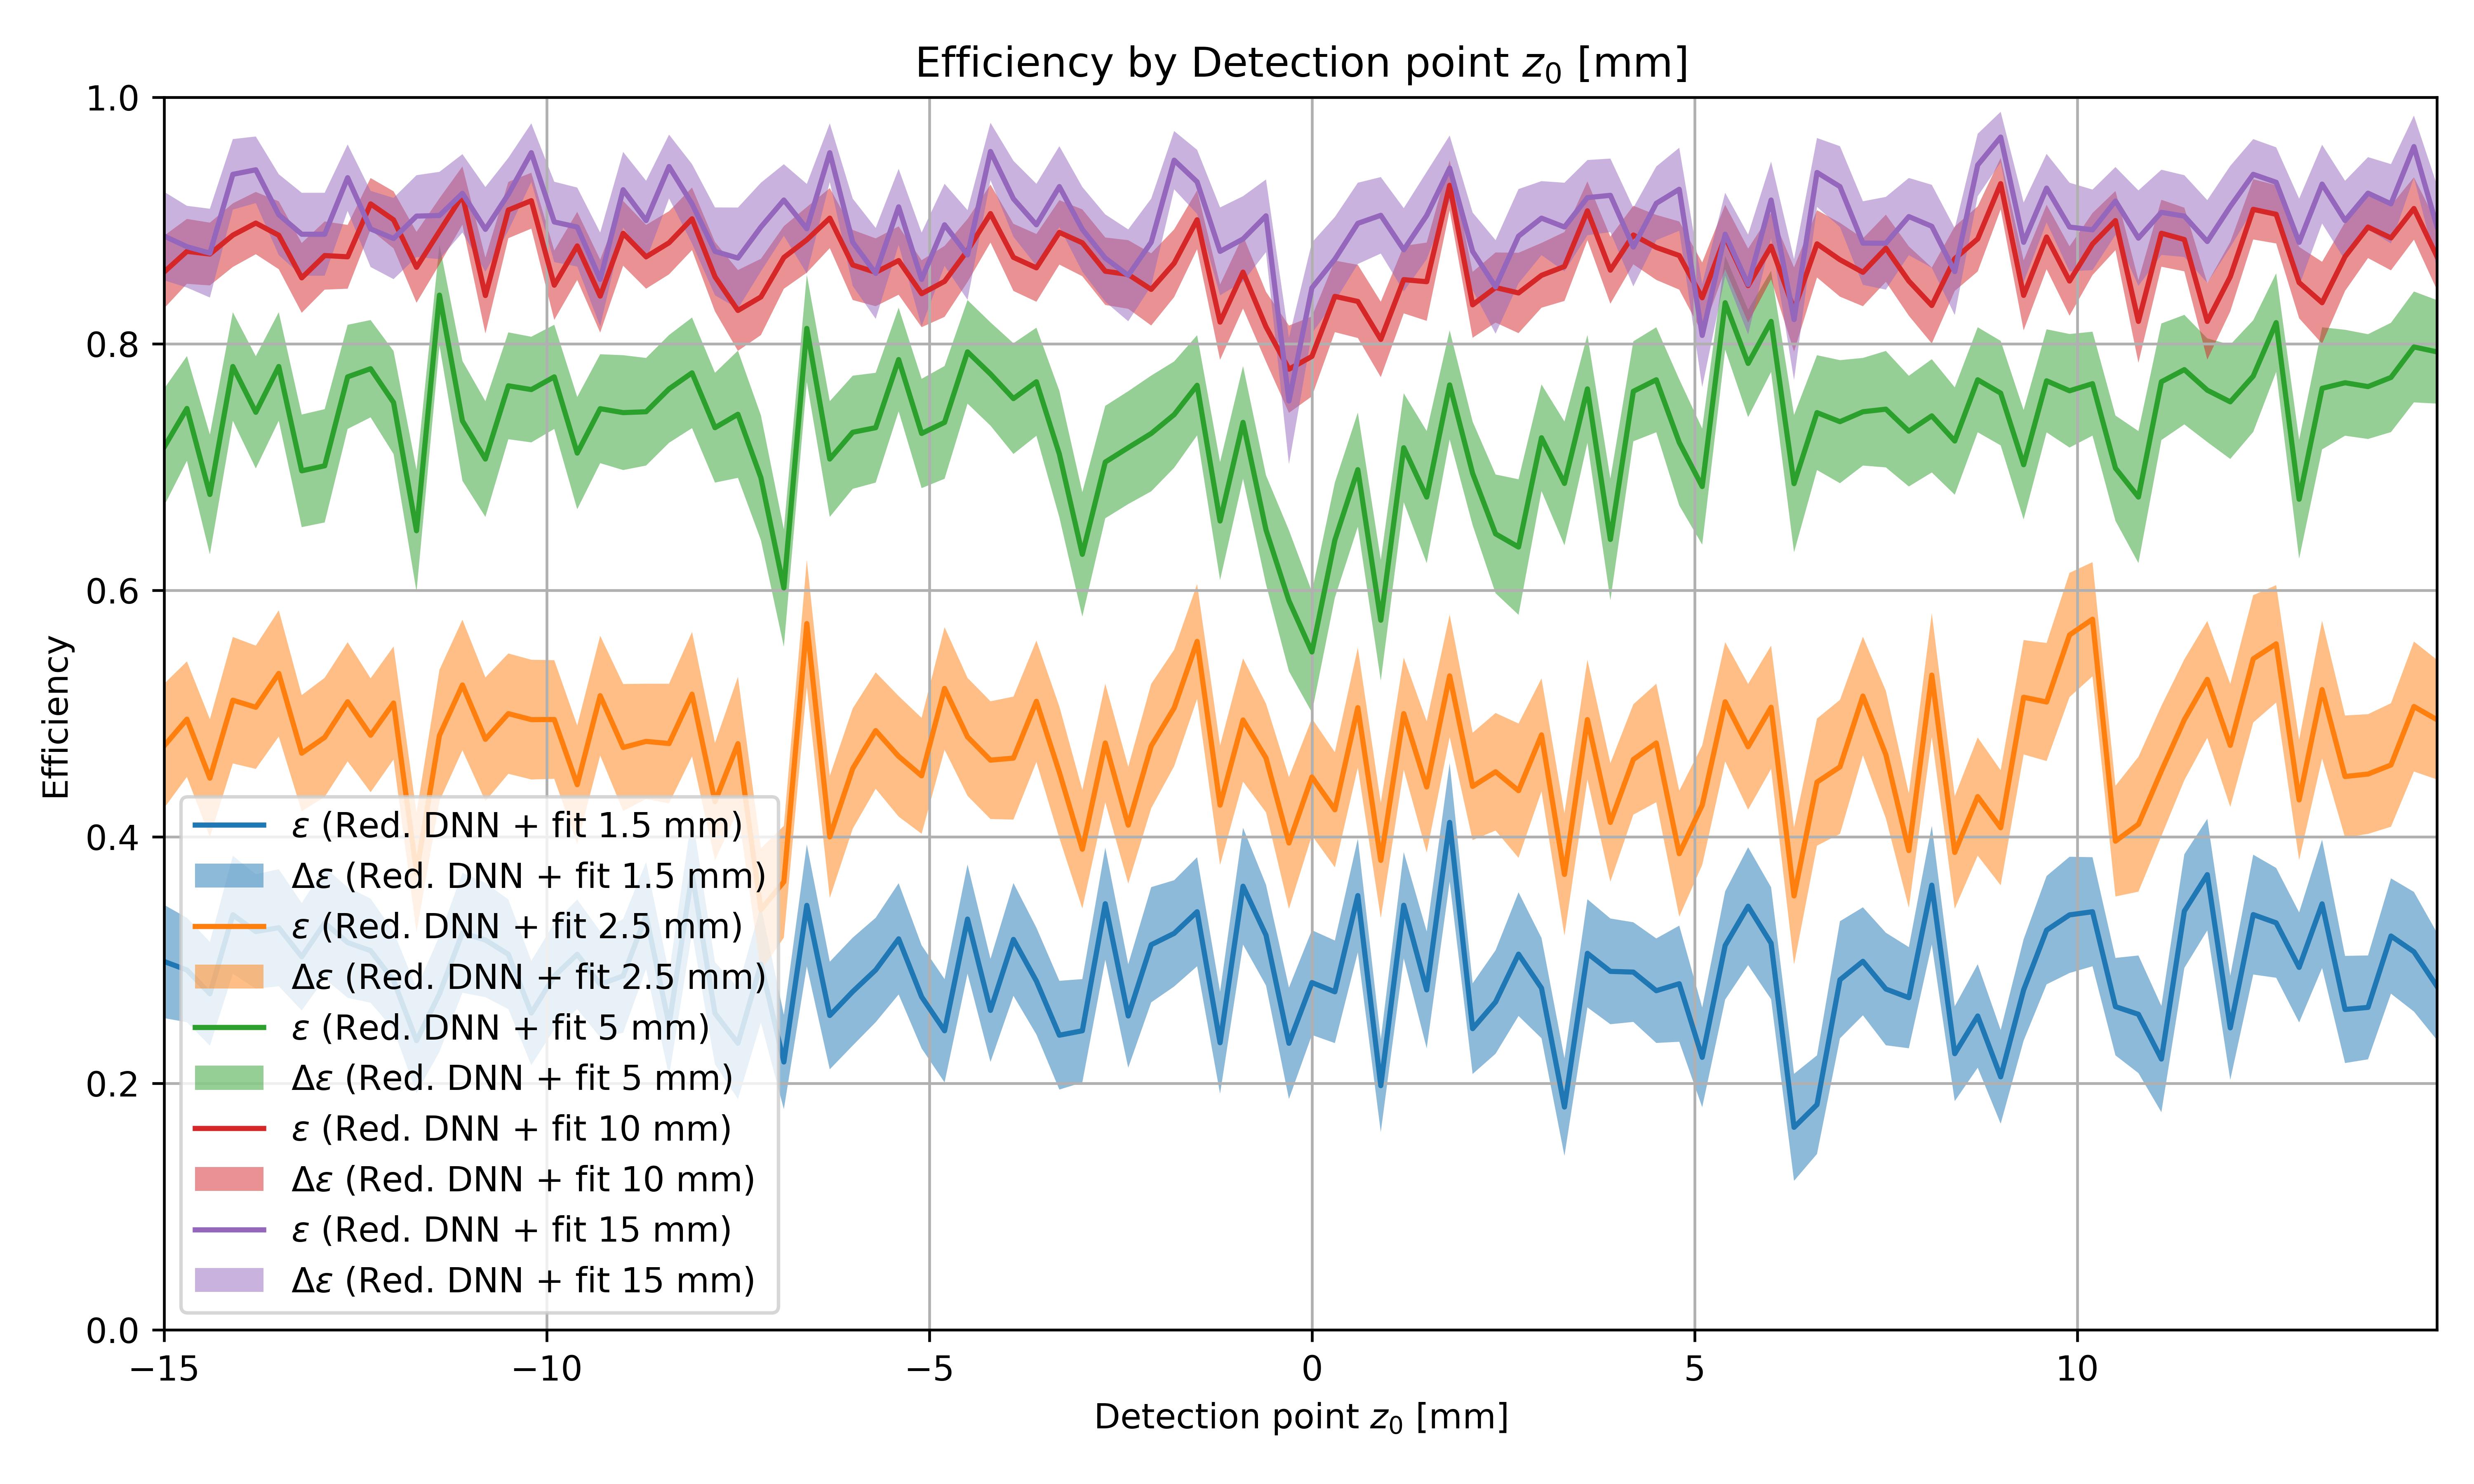 Efficiency by Detection point z₀ [mm]
1.0
0.8
0.6
0.4
0.2
0.0
Efficiency
ε (Red. DNN + fit 1.5 mm)
Δε (Red. DNN + fit 1.5 mm)
ε (Red. DNN + fit 2.5 mm)
Δε (Red. DNN + fit 2.5 mm)
ε (Red. DNN + fit 5 mm)
Δε (Red. DNN + fit 5 mm)
ε (Red. DNN + fit 10 mm)
Δε (Red. DNN + fit 10 mm)
ε (Red. DNN + fit 15 mm)
Δε (Red. DNN + fit 15 mm)
−15 −10 −5 0 5 10
Detection point z₀ [mm]